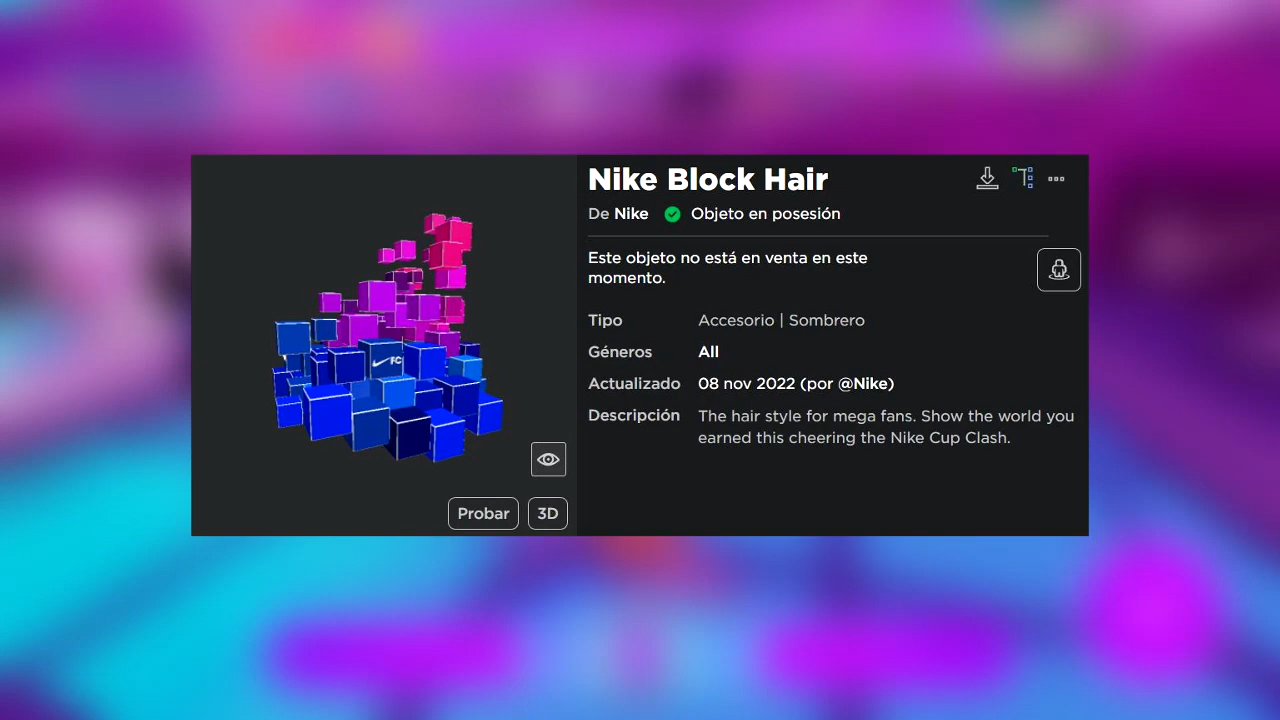 Nike Block Hair
De Nike Objeto en posesión
Este objeto no está en venta en este
momento.
Tipo Accesorio | Sombrero
Géneros All
Actualizado 08 nov 2022 (por @Nike)
Descripción The hair style for mega fans. Show the world you
earned this cheering the Nike Cup Clash.
FC
Probar 3D